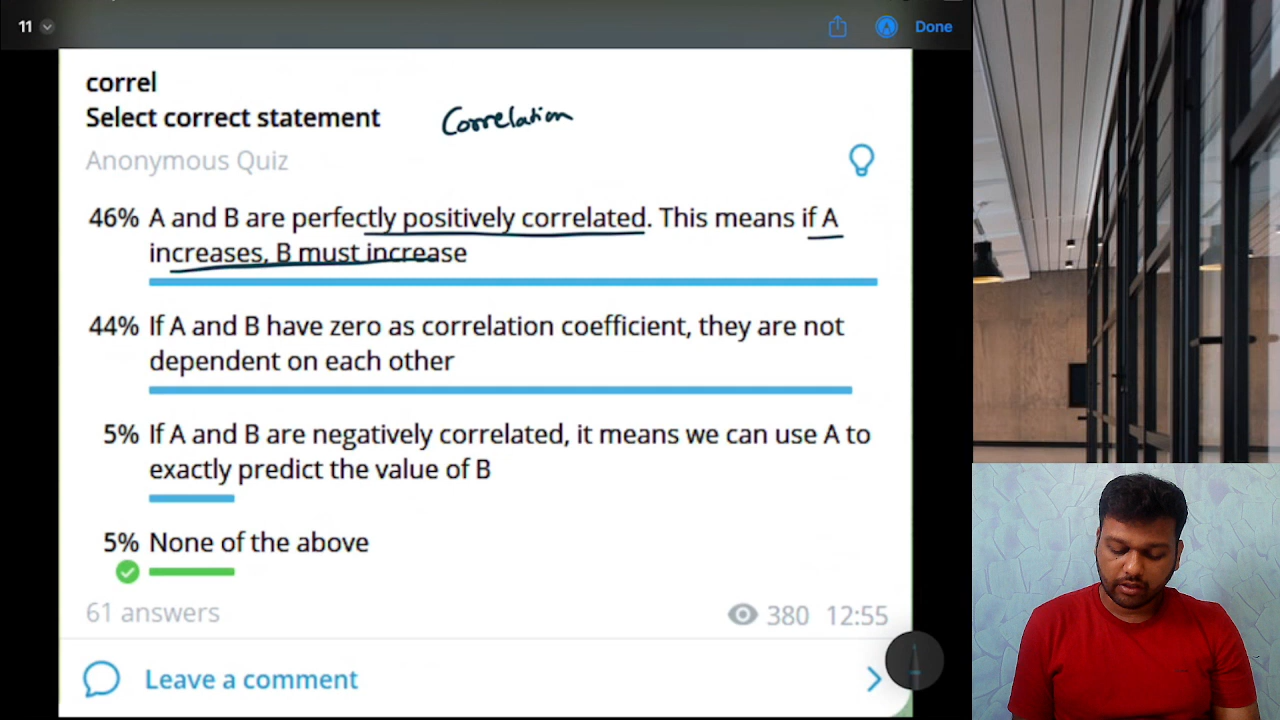 11
Done
correl
Select correct statement
Correlation
Anonymous Quiz
46% A and B are perfectly positively correlated. This means if A
increases, B must increase
44% If A and B have zero as correlation coefficient, they are not
dependent on each other
5% If A and B are negatively correlated, it means we can use A to
exactly predict the value of B
5% None of the above
61 answers
380 12:55
Leave a comment